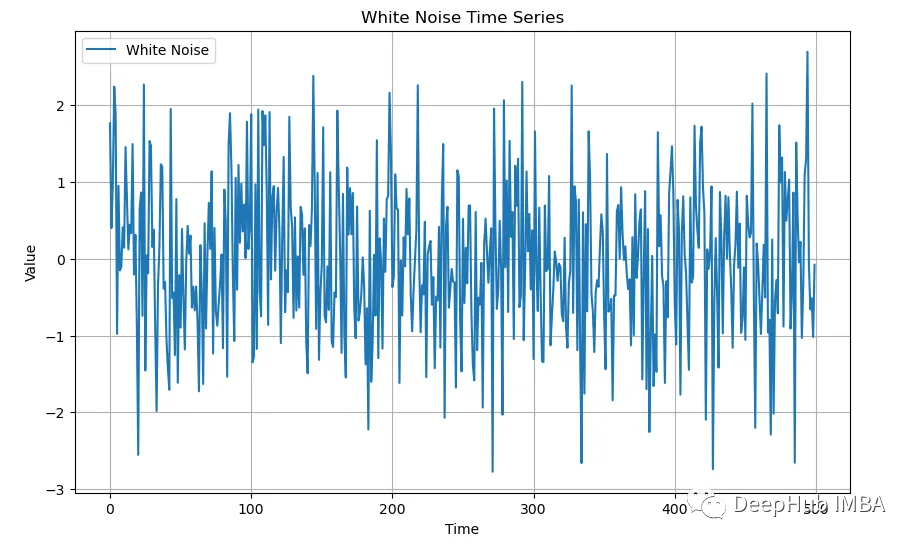 White Noise Time Series
White Noise
Value
2
1
0
−1
−2
−3
0 100 200 300 400 500
Time
DeepHub IMBA